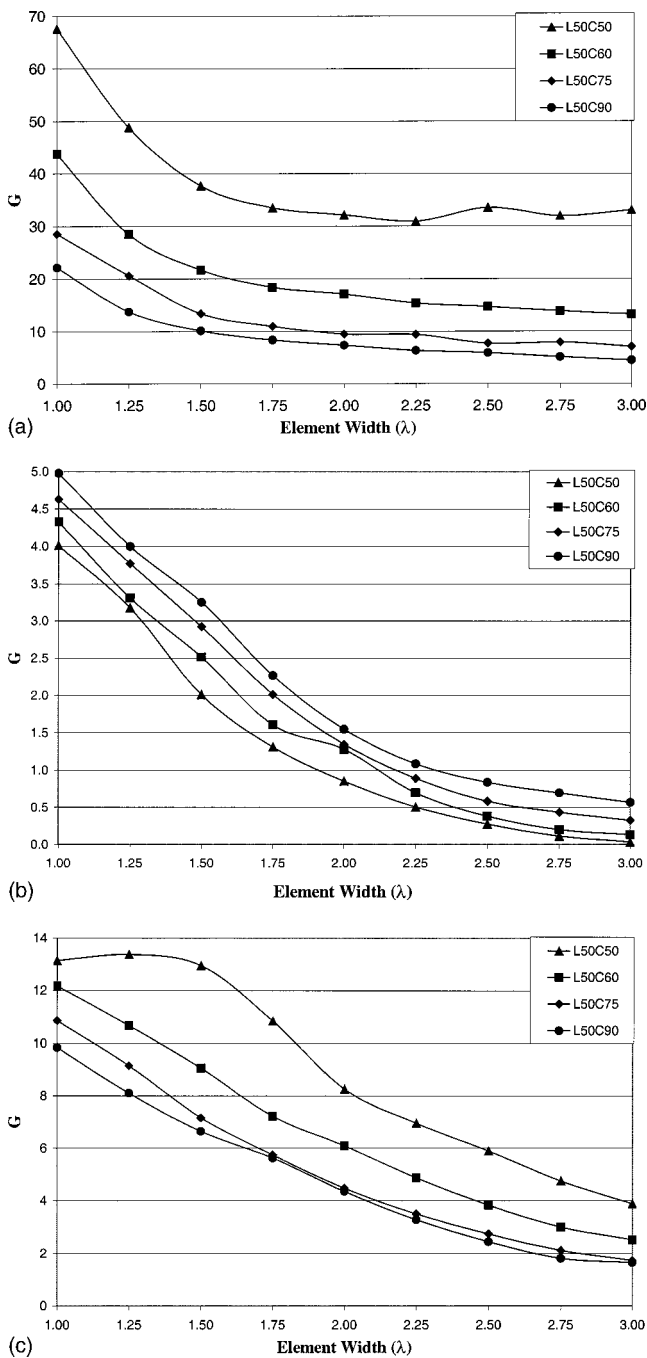 70
60
50
40
30
20
10
0
G
L50C50
L50C60
L50C75
L50C90
1.00 1.25 1.50 1.75 2.00 2.25 2.50 2.75 3.00
(a)
Element Width (λ)
5.0
4.5
4.0
3.5
3.0
2.5
2.0
1.5
1.0
0.5
0.0
G
L50C50
L50C60
L50C75
L50C90
1.00 1.25 1.50 1.75 2.00 2.25 2.50 2.75 3.00
(b)
Element Width (λ)
14
12
10
8
6
4
2
0
G
L50C50
L50C60
L50C75
L50C90
1.00 1.25 1.50 1.75 2.00 2.25 2.50 2.75 3.00
(c)
Element Width (λ)